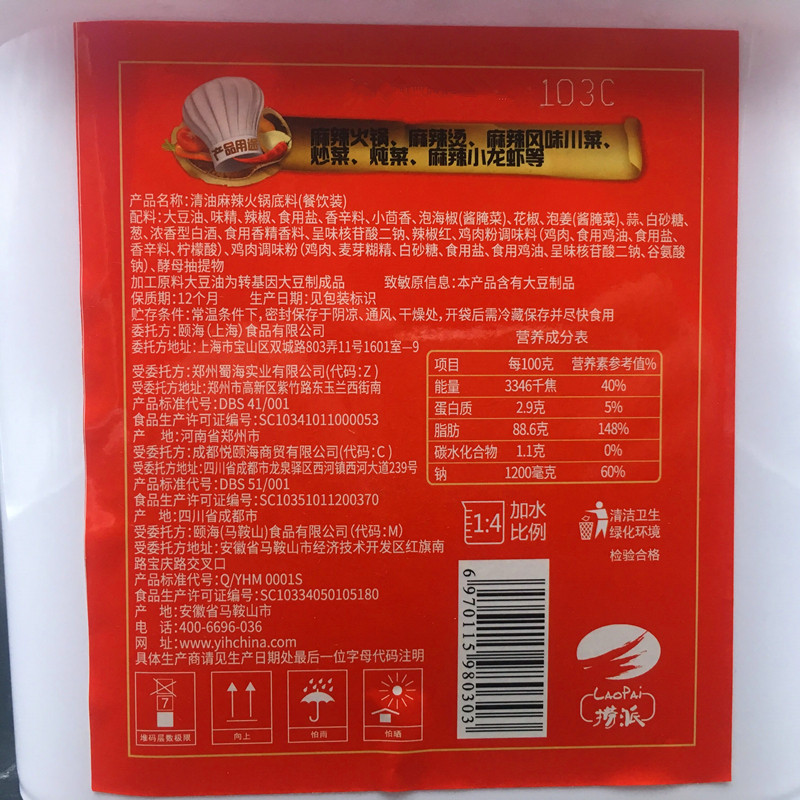 103C
产品用途
麻辣火锅、麻辣烫、麻辣风味川菜、
炒菜、炖菜、麻辣小龙虾等
产品名称:清油麻辣火锅底料(餐饮装)
配料:大豆油、味精、辣椒、食用盐、香辛料、小茴香、泡海椒(酱腌菜)、花椒、泡姜(酱腌菜)、蒜、白砂糖、
葱、浓香型白酒、食用香精香料、呈味核苷酸二钠、辣椒红、鸡肉粉调味料(鸡肉、食用鸡油、食用盐、
香辛料、柠檬酸)、鸡肉调味粉(鸡肉、麦芽糊精、白砂糖、食用盐、食用鸡油、呈味核苷酸二钠、谷氨酸
钠)、酵母抽提物
加工原料大豆油为转基因大豆制成品 致敏原信息:本产品含有大豆制品
保质期:12个月 生产日期:见包装标识
贮存条件:常温条件下,密封保存于阴凉、通风、干燥处,开袋后需冷藏保存并尽快食用
委托方:颐海(上海)食品有限公司
委托方地址:上海市宝山区双城路803弄11号1601室—9
受委托方:郑州蜀海实业有限公司(代码:Z)
受委托方地址:郑州市高新区紫竹路东玉兰西街南
产品标准代号:DBS 41/001
食品生产许可证编号:SC10341011000053
产 地:河南省郑州市
受委托方:成都悦颐海商贸有限公司(代码:C)
受委托方地址:四川省成都市龙泉驿区西河镇西河大道239号
产品标准代号:DBS 51/001
食品生产许可证编号:SC10351011200370
产 地:四川省成都市
受委托方:颐海(马鞍山)食品有限公司(代码:M)
受委托方地址:安徽省马鞍山市经济技术开发区红旗南
路宝庆路交叉口
产品标准代号:Q/YHM 0001S
食品生产许可证编号:SC10334050105180
产 地:安徽省马鞍山市
电 话:400-6696-036
网 址:www.yihchina.com
具体生产商请见生产日期处最后一位字母代码注明
营养成分表
项目 每100克 营养素参考值%
能量 3346千焦 40%
蛋白质 2.9克 5%
脂肪 88.6克 148%
碳水化合物 1.1克 0%
钠 1200毫克 60%
1:4
加水
比例
清洁卫生
绿化环境
检验合格
6970115980303
LAOPAi
捞派
7
堆码层数极限
向上
怕雨
怕晒